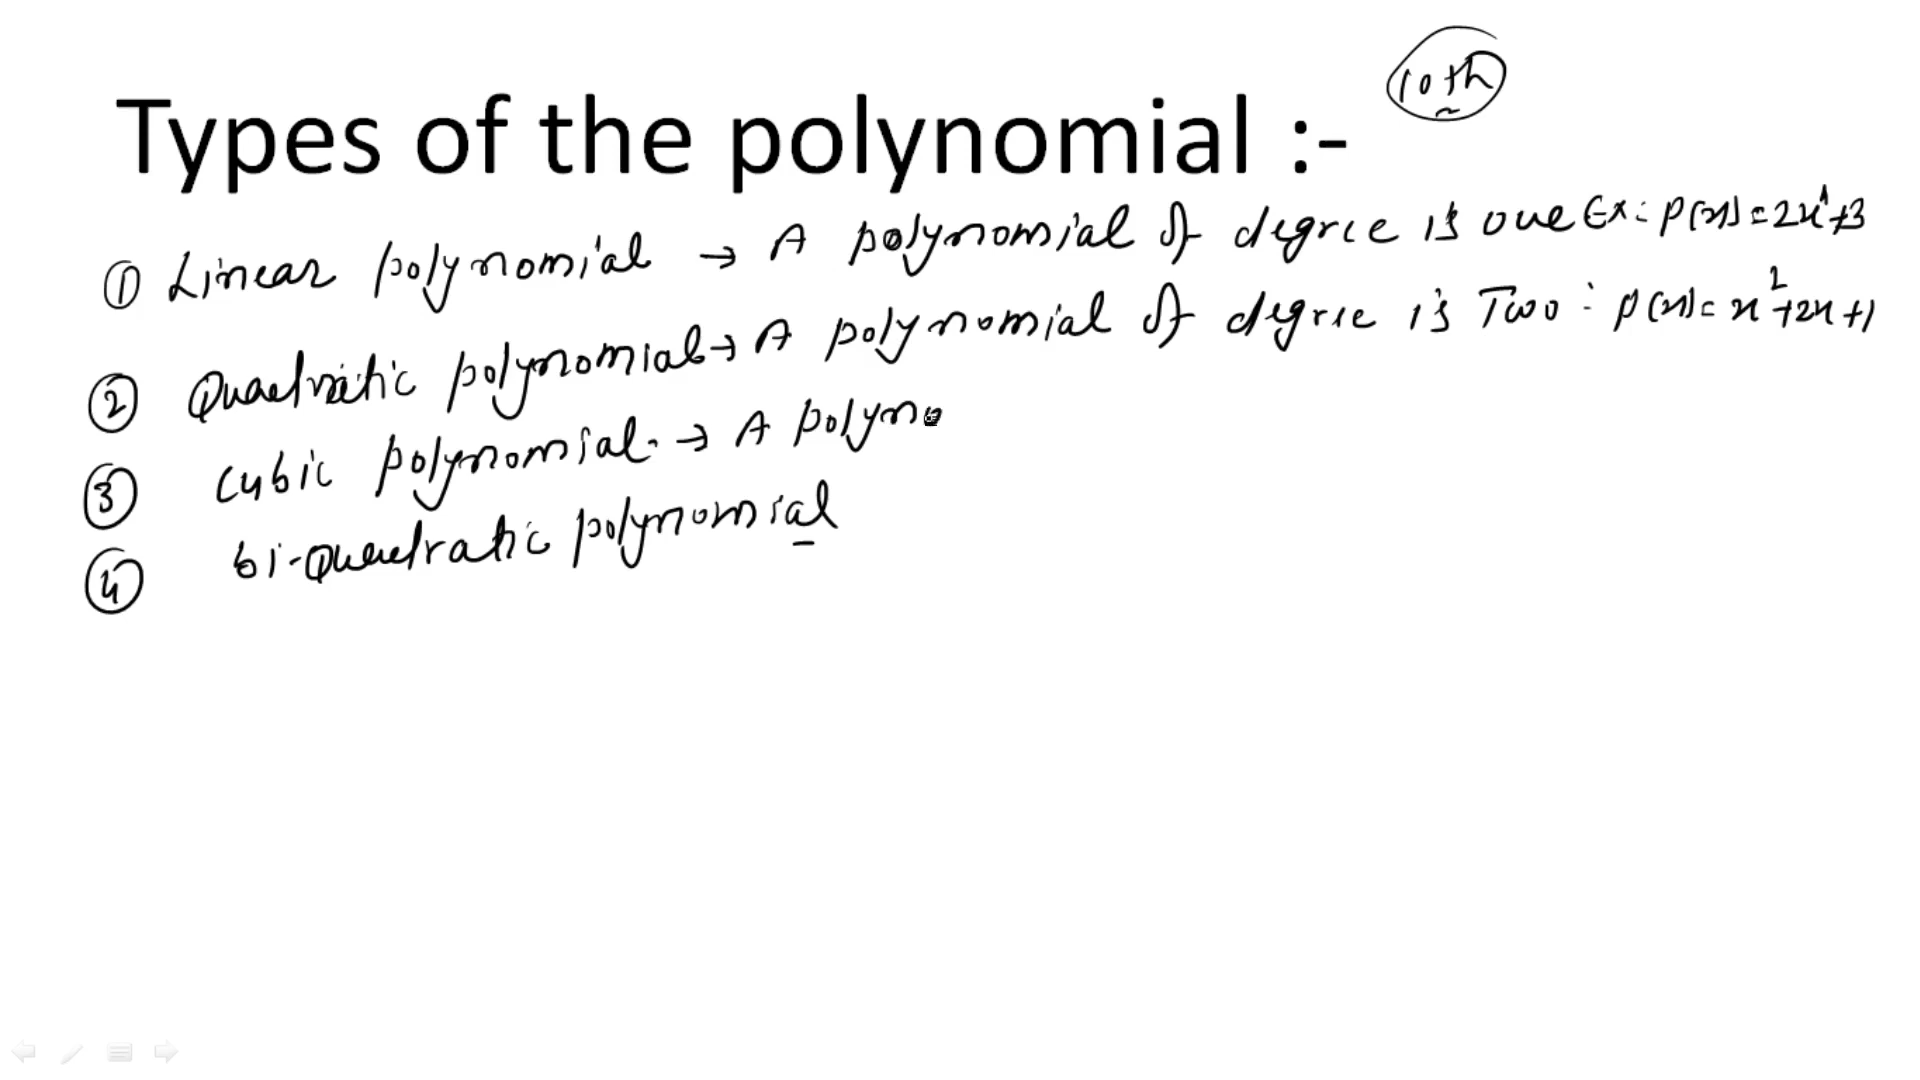 10th
Types of the polynomial :-
① Linear polynomial → A polynomial of degree is one Ex: P(x) = 2x¹+3
② Quadratic polynomial → A polynomial of degree is Two : P(x) = x²+2x+1
③ cubic polynomial. → A polyno
④ bi-Quadratic polynomial